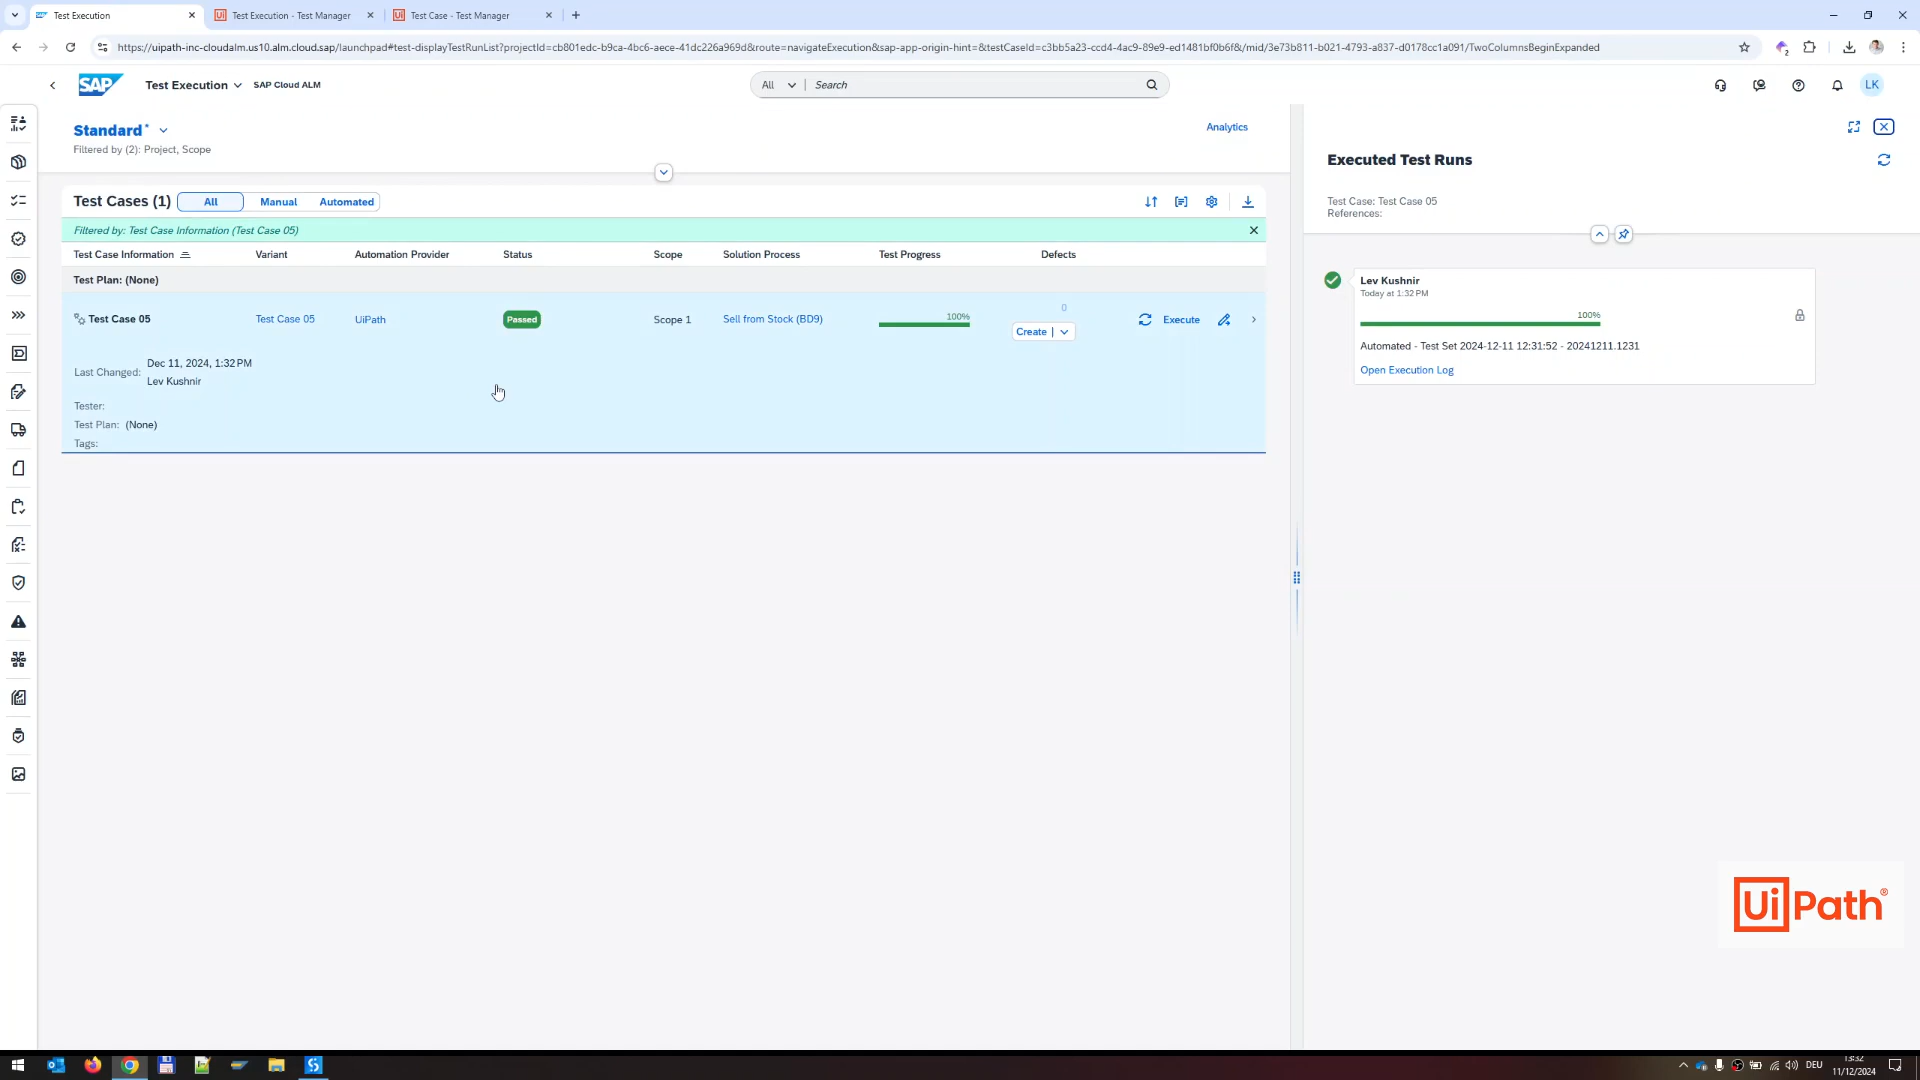 Test Execution
Test Execution - Test Manager
Test Case - Test Manager
https://uipath-inc-cloudalm.us10.alm.cloud.sap/launchpad#test-displayTestRunList?projectId=cb801edc-b9ca-4bc6-aece-41dc226a969d&route=navigateExecution&sap-app-origin-hint=&testCaseId=c3bb5a23-ccd4-4ac9-89e9-ed1481bf0b6f&/mid/3e73b811-b021-4793-a837-d0178cc1a091/TwoColumnsBeginExpanded
SAP
Test Execution
SAP Cloud ALM
All
Search
LK
Standard*
Filtered by (2): Project, Scope
Analytics
Test Cases (1)
All
Manual
Automated
Filtered by: Test Case Information (Test Case 05)
Test Case Information
Variant
Automation Provider
Status
Scope
Solution Process
Test Progress
Defects
Test Plan: (None)
Test Case 05
Test Case 05
UiPath
Passed
Scope 1
Sell from Stock (BD9)
100%
0
Create
Execute
Last Changed:
Dec 11, 2024, 1:32 PM
Lev Kushnir
Tester:
Test Plan: (None)
Tags:
Executed Test Runs
Test Case: Test Case 05
References:
Lev Kushnir
Today at 1:32 PM
100%
Automated - Test Set 2024-12-11 12:31:52 - 20241211.1231
Open Execution Log
UiPath®
DEU
13:32
11/12/2024